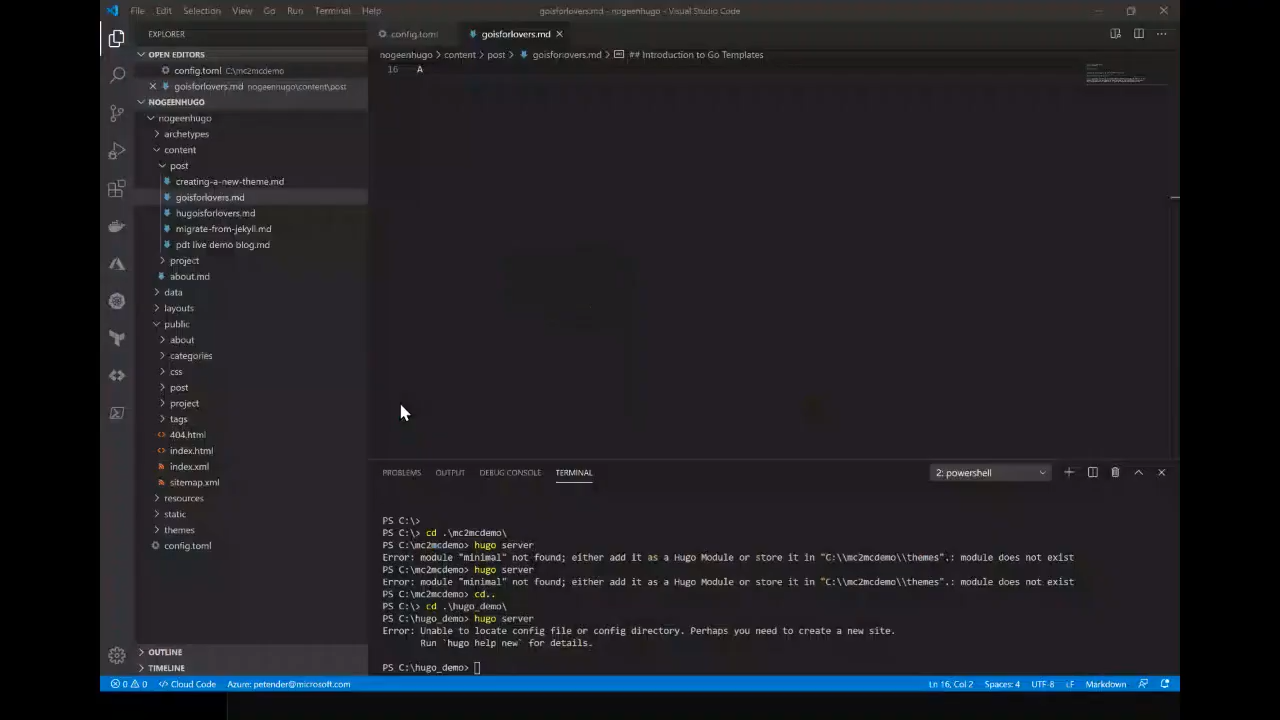 File Edit Selection View Go Run Terminal Help goisforlovers.md - nogeenhugo - Visual Studio Code
EXPLORER
config.toml goisforlovers.md
OPEN EDITORS
config.toml C:\mc2mcdemo
goisforlovers.md nogeenhugo\content\post
nogeenhugo > content > post > goisforlovers.md > ## Introduction to Go Templates
16 A
NOGEENHUGO
nogeenhugo
archetypes
content
post
creating-a-new-theme.md
goisforlovers.md
hugoisforlovers.md
migrate-from-jekyll.md
pdt live demo blog.md
project
about.md
data
layouts
public
about
categories
css
post
project
tags
404.html
index.html
index.xml
sitemap.xml
resources
static
themes
config.toml
OUTLINE
TIMELINE
PROBLEMS OUTPUT DEBUG CONSOLE TERMINAL 2: powershell
PS C:\>
PS C:\> cd .\mc2mcdemo\
PS C:\mc2mcdemo> hugo server
Error: module "minimal" not found; either add it as a Hugo Module or store it in "C:\\mc2mcdemo\\themes".: module does not exist
PS C:\mc2mcdemo> hugo server
Error: module "minimal" not found; either add it as a Hugo Module or store it in "C:\\mc2mcdemo\\themes".: module does not exist
PS C:\mc2mcdemo> cd..
PS C:\> cd .\hugo_demo\
PS C:\hugo_demo> hugo server
Error: Unable to locate config file or config directory. Perhaps you need to create a new site.
Run `hugo help new` for details.
PS C:\hugo_demo>
0 0 Cloud Code Azure: petender@microsoft.com Ln 16, Col 2 Spaces: 4 UTF-8 LF Markdown